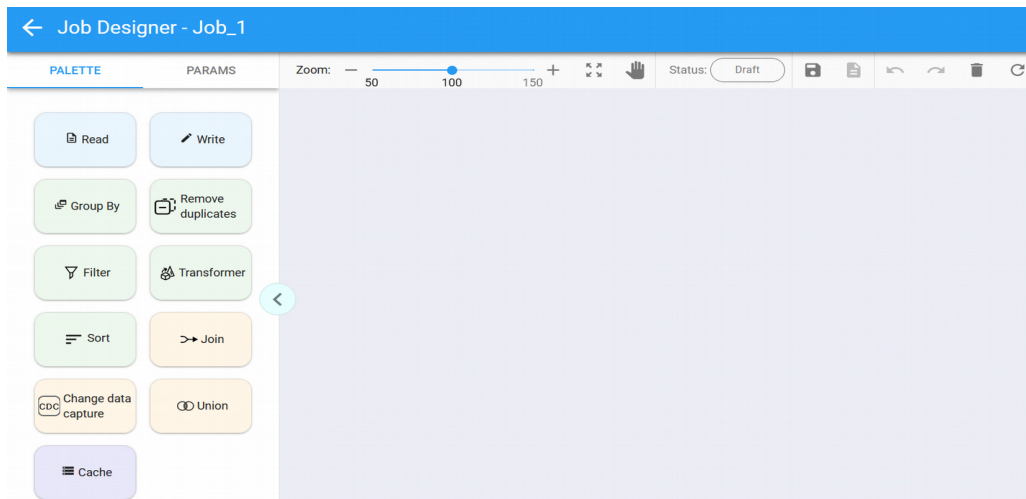 Job Designer - Job_1
PALETTE
PARAMS
Zoom:
50
100
150
Status:
Draft
Read
Write
Group By
Remove
duplicates
Filter
Transformer
Sort
Join
CDC
Change data
capture
Union
Cache